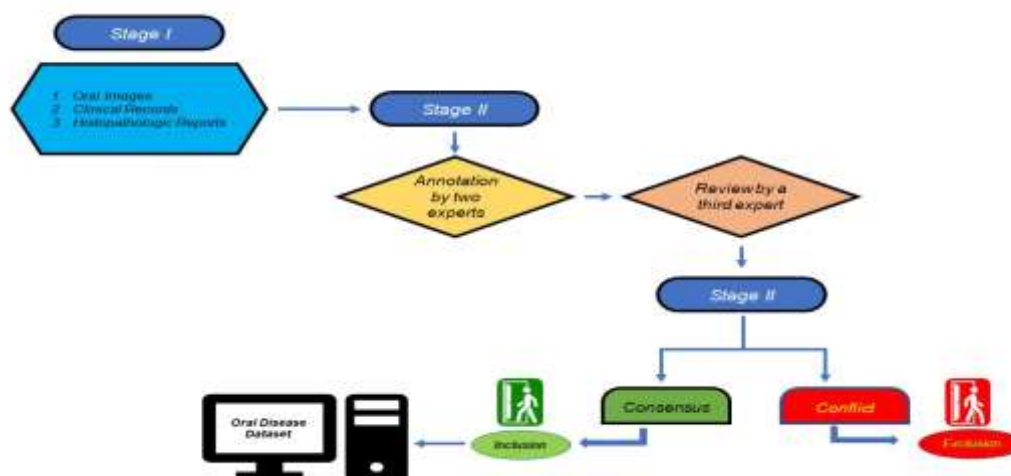 Stage I
1. Oral Images
2. Clinical Records
3. Histopathologic Reports
Stage II
Annotation
by two
experts
Review by a
third expert
Stage II
Consensus
Conflict
Inclusion
Exclusion
Oral Disease
Dataset